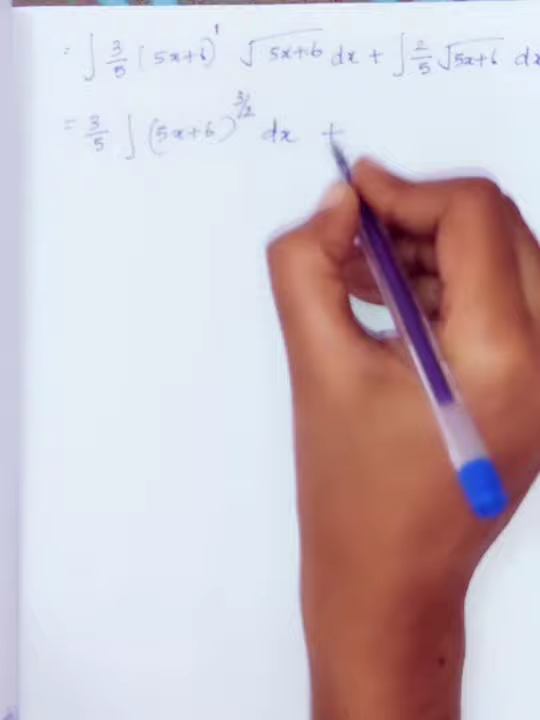 = ∫ 3/5 (5x+6)^1 √5x+6 dx + ∫ 2/5 √5x+6 dx
= 3/5 ∫ (5x+6)^3/2 dx +